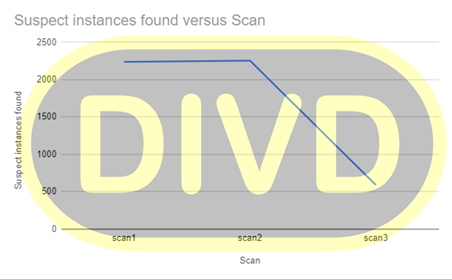 Suspect instances found versus Scan
2500
2000
1500
1000
500
0
Suspect instances found
DIVD
scan1
scan2
scan3
Scan